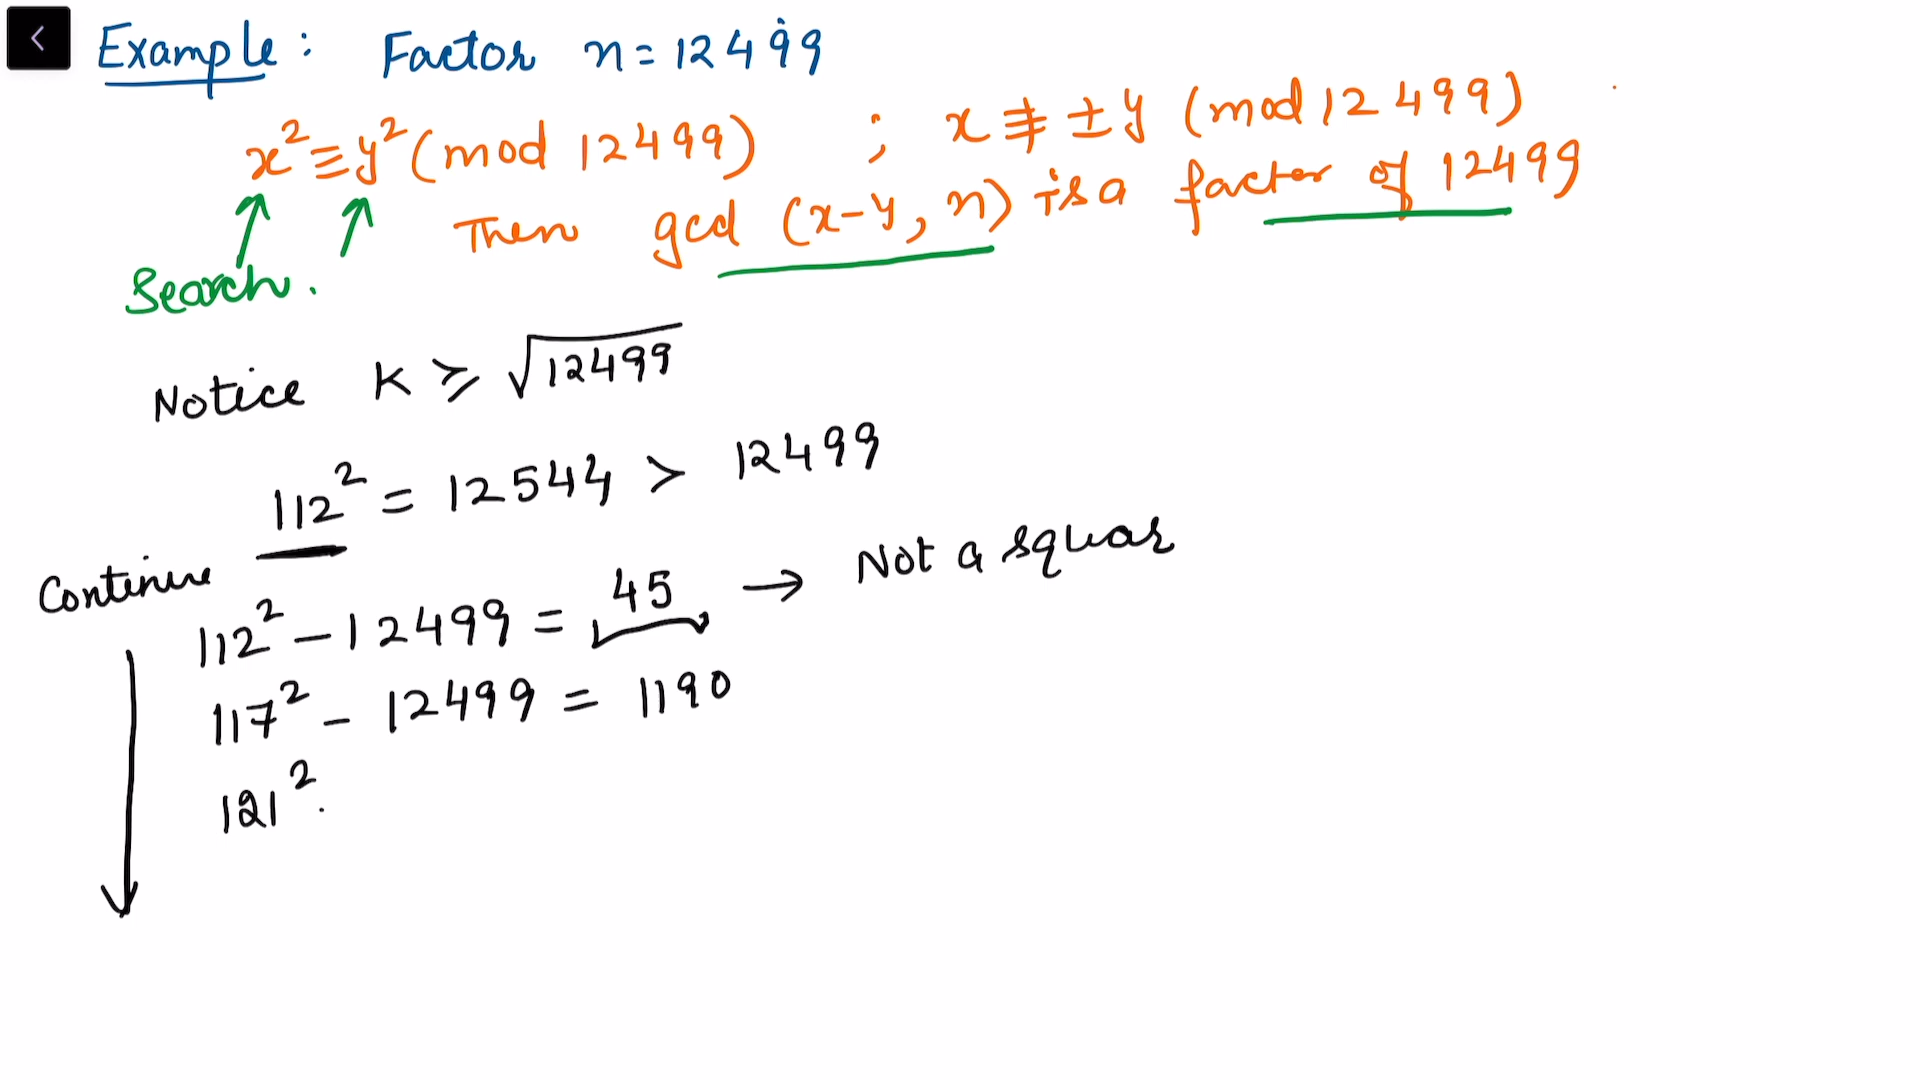 Example : Factor n = 12499
x² ≡ y² (mod 12499) ; x ≢ ±y (mod 12499)
Then gcd (x-y, n) is a factor of 12499
Search.
Notice K ≥ √12499
112² = 12544 > 12499
Continue
112² - 12499 = 45 → Not a squar
117² - 12499 = 1190
121²